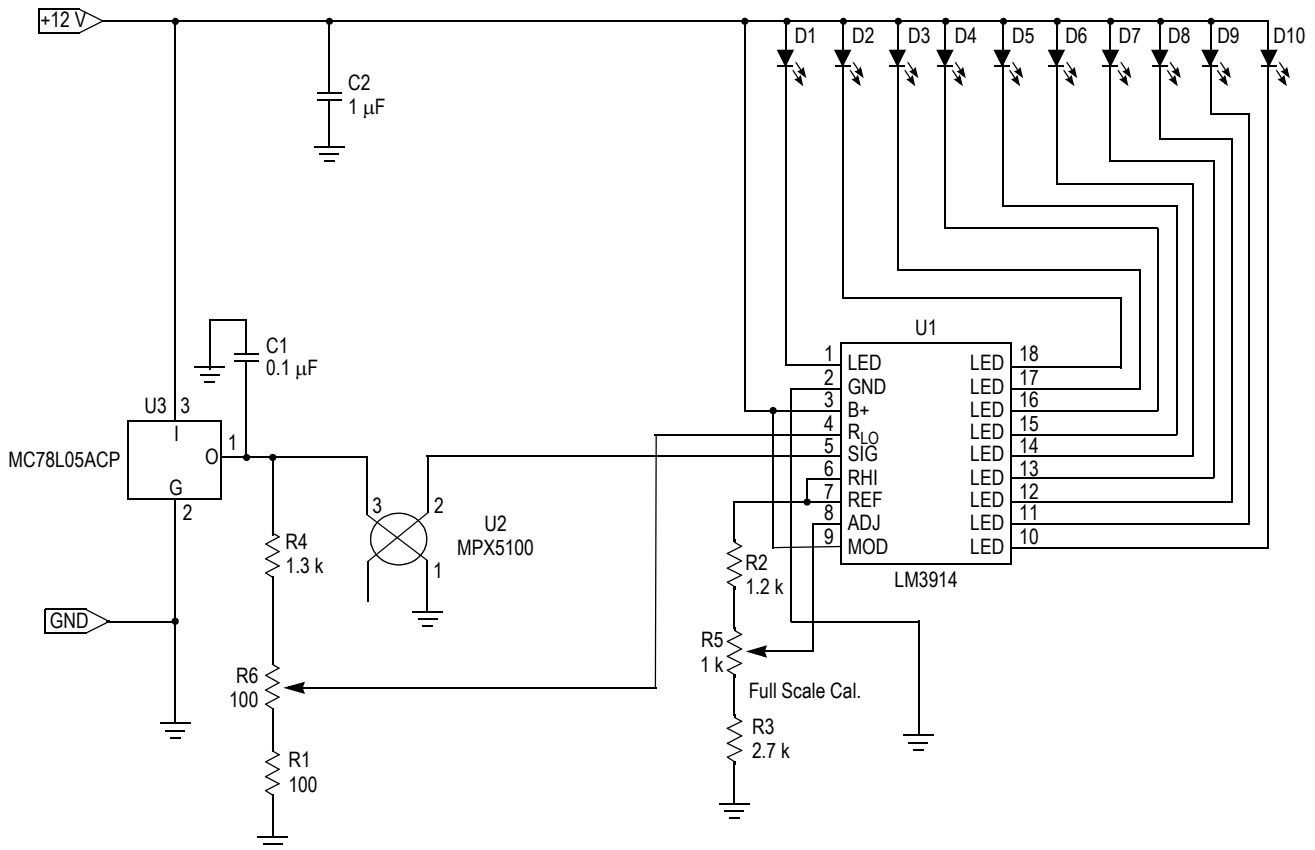 +12 V
D1
D2
D3
D4
D5
D6
D7
D8
D9
D10
C2
1 μF
C1
0.1 μF
U3
3
I
MC78L05ACP
O
1
G
2
GND
R4
1.3 k
R6
100
R1
100
3
2
1
U2
MPX5100
U1
1 LED
2 GND
3 B+
4 RLO
5 SIG
6 RHI
7 REF
8 ADJ
9 MOD
LED 18
LED 17
LED 16
LED 15
LED 14
LED 13
LED 12
LED 11
LED 10
LM3914
R2
1.2 k
R5
1 k
Full Scale Cal.
R3
2.7 k